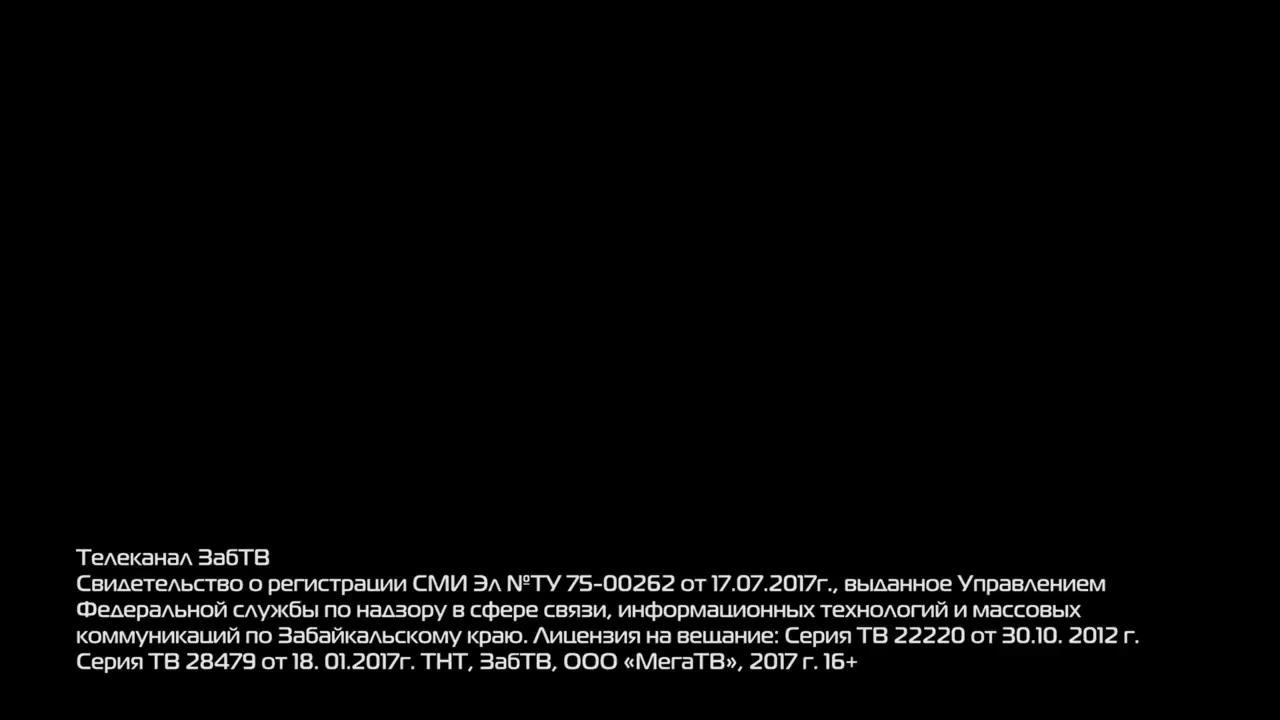 Телеканал ЗабТВ
Свидетельство о регистрации СМИ Эл №ТУ 75-00262 от 17.07.2017г., выданное Управлением
Федеральной службы по надзору в сфере связи, информационных технологий и массовых
коммуникаций по Забайкальскому краю. Лицензия на вещание: Серия ТВ 22220 от 30.10. 2012 г.
Серия ТВ 28479 от 18. 01.2017г. ТНТ, ЗабТВ, ООО «МегаТВ», 2017 г. 16+